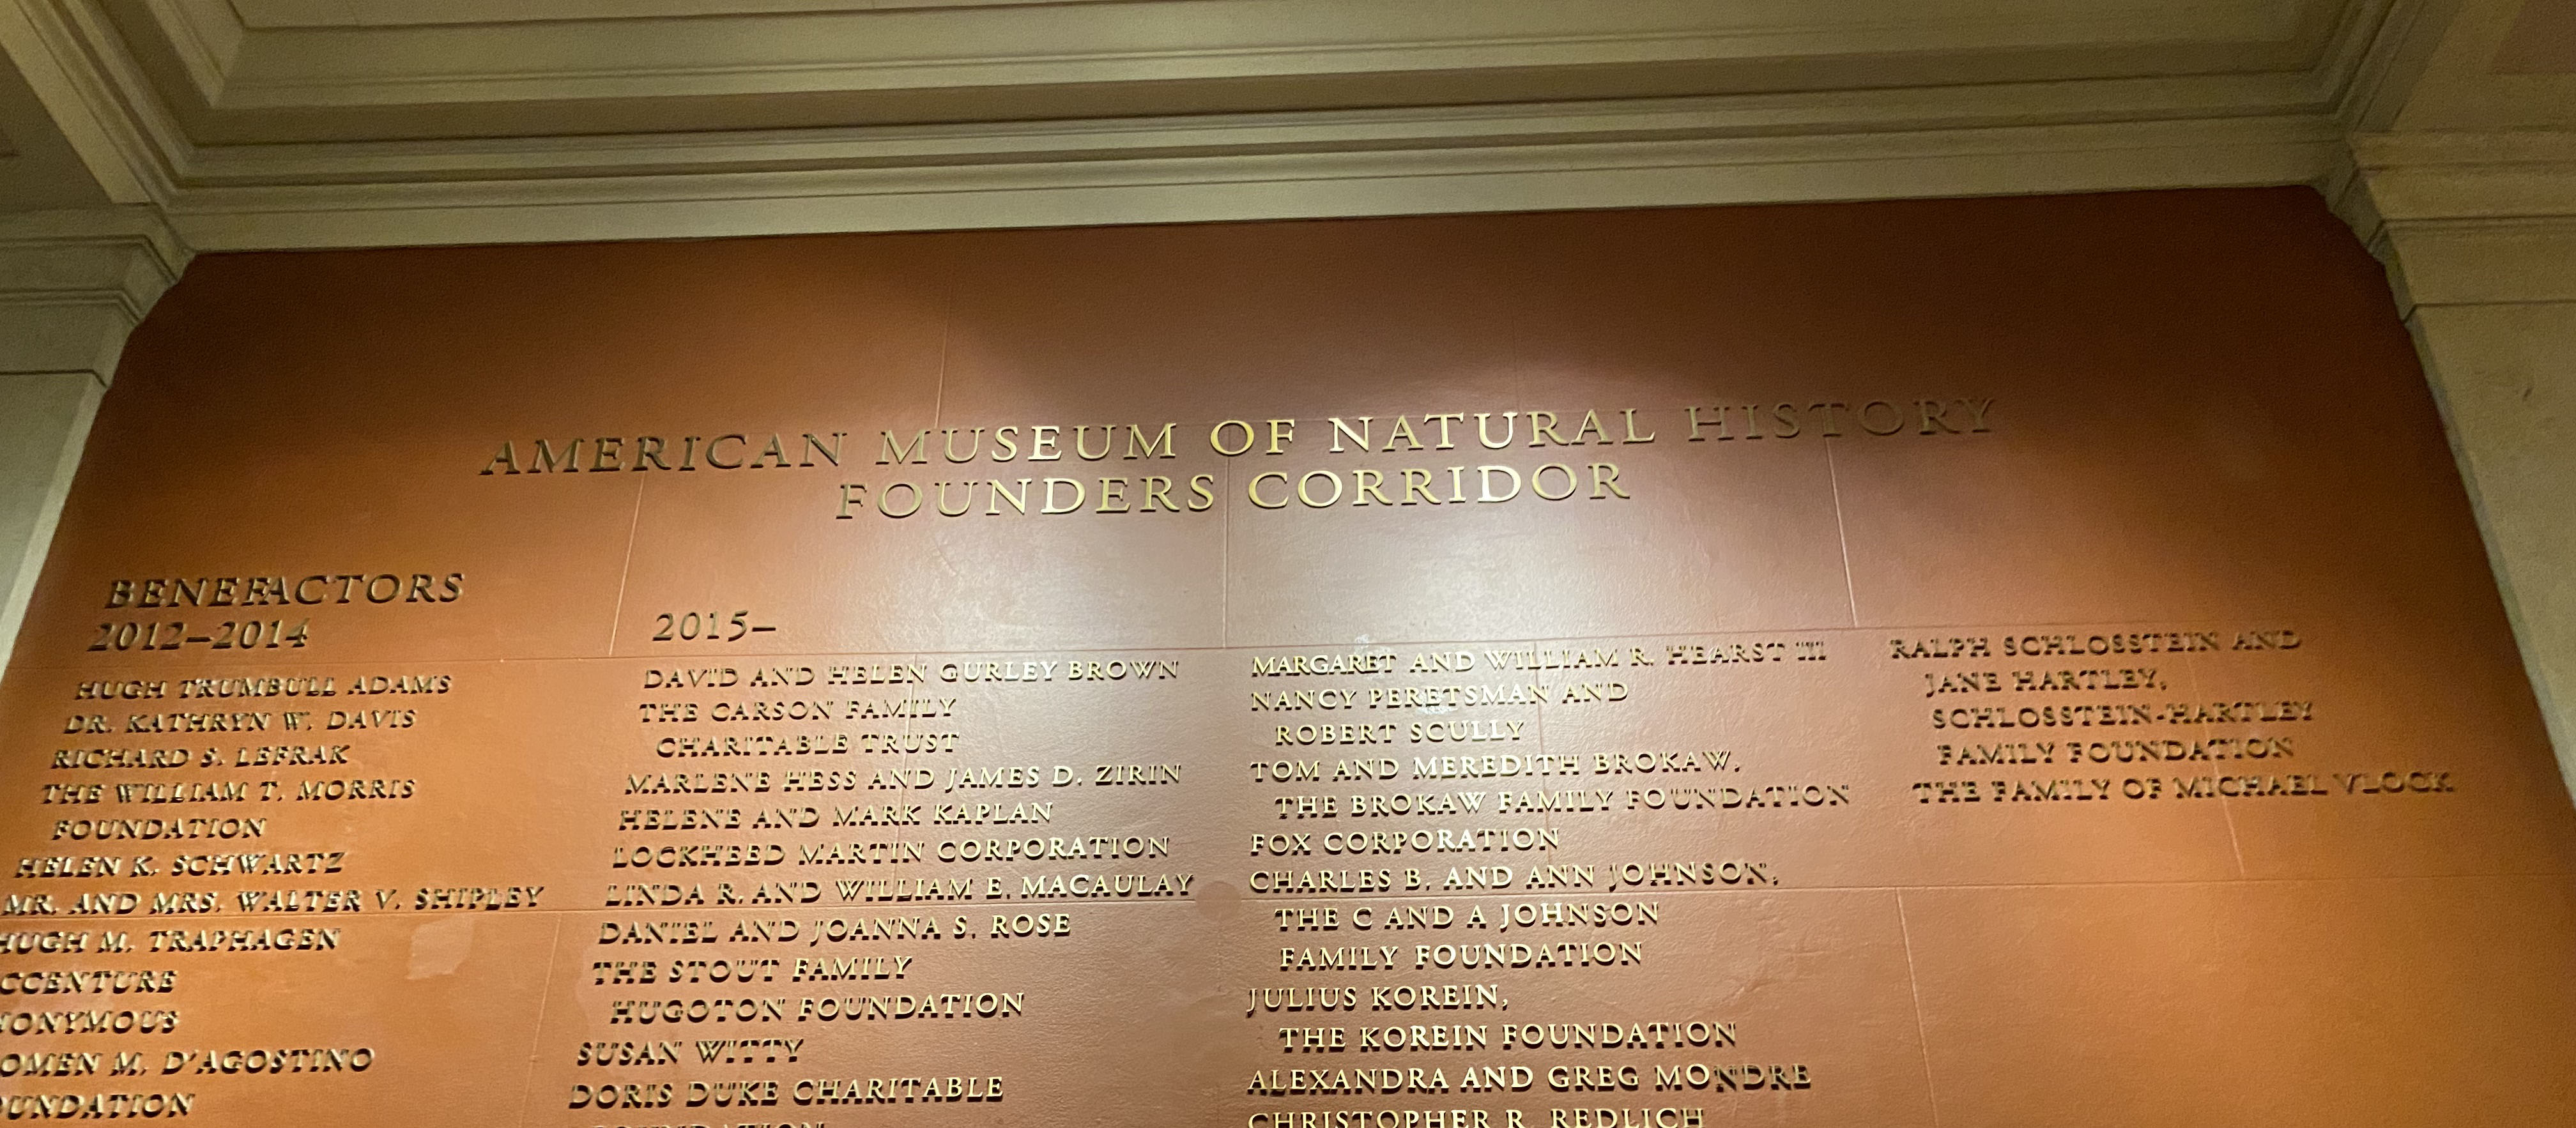 AMERICAN MUSEUM OF NATURAL HISTORY
FOUNDERS CORRIDOR
BENEFACTORS
2012–2014
HUGH TRUMBULL ADAMS
DR. KATHRYN W. DAVIS
RICHARD S. LEFRAK
THE WILLIAM T. MORRIS
FOUNDATION
HELEN K. SCHWARTZ
MR. AND MRS. WALTER V. SHIPLEY
HUGH M. TRAPHAGEN
CCENTURE
ONYMOUS
OMEN M. D'AGOSTINO
UNDATION
2015–
DAVID AND HELEN GURLEY BROWN
THE CARSON FAMILY
CHARITABLE TRUST
MARLENE HESS AND JAMES D. ZIRIN
HELENE AND MARK KAPLAN
LOCKHEED MARTIN CORPORATION
LINDA R. AND WILLIAM E. MACAULAY
DANIEL AND JOANNA S. ROSE
THE STOUT FAMILY
HUGOTON FOUNDATION
SUSAN WITTY
DORIS DUKE CHARITABLE
MARGARET AND WILLIAM R. HEARST III
NANCY PERETSMAN AND
ROBERT SCULLY
TOM AND MEREDITH BROKAW,
THE BROKAW FAMILY FOUNDATION
FOX CORPORATION
CHARLES B. AND ANN JOHNSON,
THE C AND A JOHNSON
FAMILY FOUNDATION
JULIUS KOREIN,
THE KOREIN FOUNDATION
ALEXANDRA AND GREG MONDRE
CHRISTOPHER R. REDLICH
RALPH SCHLOSSTEIN AND
JANE HARTLEY,
SCHLOSSTEIN-HARTLEY
FAMILY FOUNDATION
THE FAMILY OF MICHAEL VLOCK